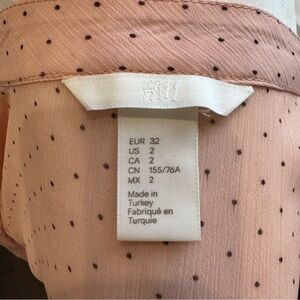 H&M
EUR 32
US 2
CA 2
CN 155/76A
MX 2
Made in
Turkey
Fabriqué en
Turquie